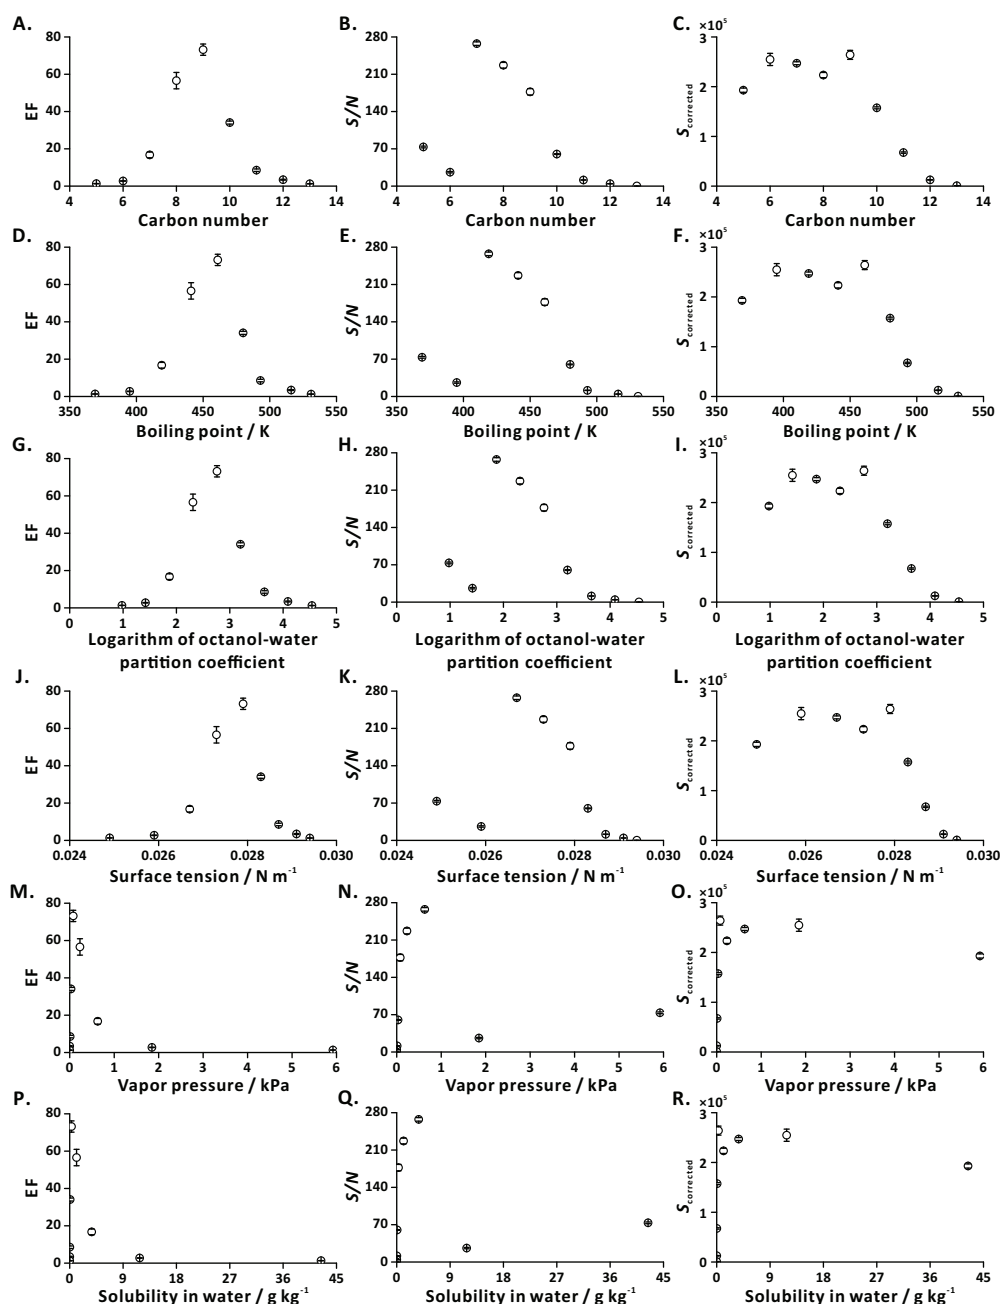 A. B. C.
EF
80
60
40
20
0
4 6 8 10 12 14
Carbon number
S/N
280
210
140
70
0
4 6 8 10 12 14
Carbon number
×10⁵
S corrected
3
2
1
0
4 6 8 10 12 14
Carbon number
D. E. F.
EF
80
60
40
20
0
350 400 450 500 550
Boiling point / K
S/N
280
210
140
70
0
350 400 450 500 550
Boiling point / K
×10⁵
S corrected
3
2
1
0
350 400 450 500 550
Boiling point / K
G. H. I.
EF
80
60
40
20
0
0 1 2 3 4 5
Logarithm of octanol-water
partition coefficient
S/N
280
210
140
70
0
0 1 2 3 4 5
Logarithm of octanol-water
partition coefficient
×10⁵
S corrected
3
2
1
0
0 1 2 3 4 5
Logarithm of octanol-water
partition coefficient
J. K. L.
EF
80
60
40
20
0
0.024 0.026 0.028 0.030
Surface tension / N m⁻¹
S/N
280
210
140
70
0
0.024 0.026 0.028 0.030
Surface tension / N m⁻¹
×10⁵
S corrected
3
2
1
0
0.024 0.026 0.028 0.030
Surface tension / N m⁻¹
M. N. O.
EF
80
60
40
20
0
0 1 2 3 4 5 6
Vapor pressure / kPa
S/N
280
210
140
70
0
0 1 2 3 4 5 6
Vapor pressure / kPa
×10⁵
S corrected
3
2
1
0
0 1 2 3 4 5 6
Vapor pressure / kPa
P. Q. R.
EF
80
60
40
20
0
0 9 18 27 36 45
Solubility in water / g kg⁻¹
S/N
280
210
140
70
0
0 9 18 27 36 45
Solubility in water / g kg⁻¹
×10⁵
S corrected
3
2
1
0
0 9 18 27 36 45
Solubility in water / g kg⁻¹